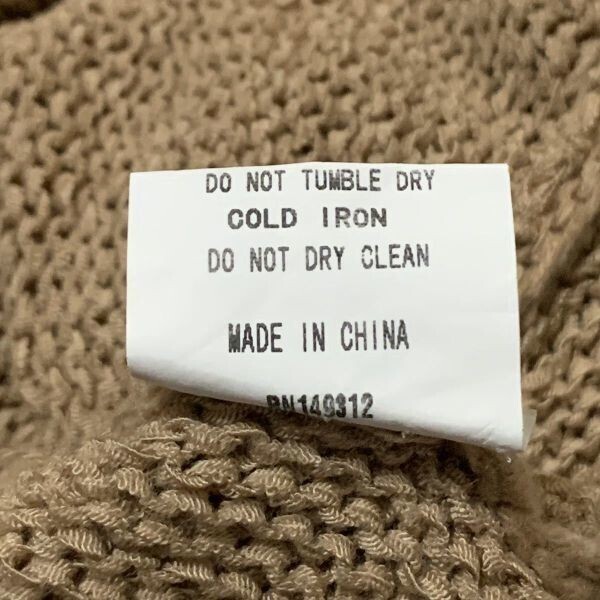 DO NOT TUMBLE DRY
COLD IRON
DO NOT DRY CLEAN
MADE IN CHINA
RN149312